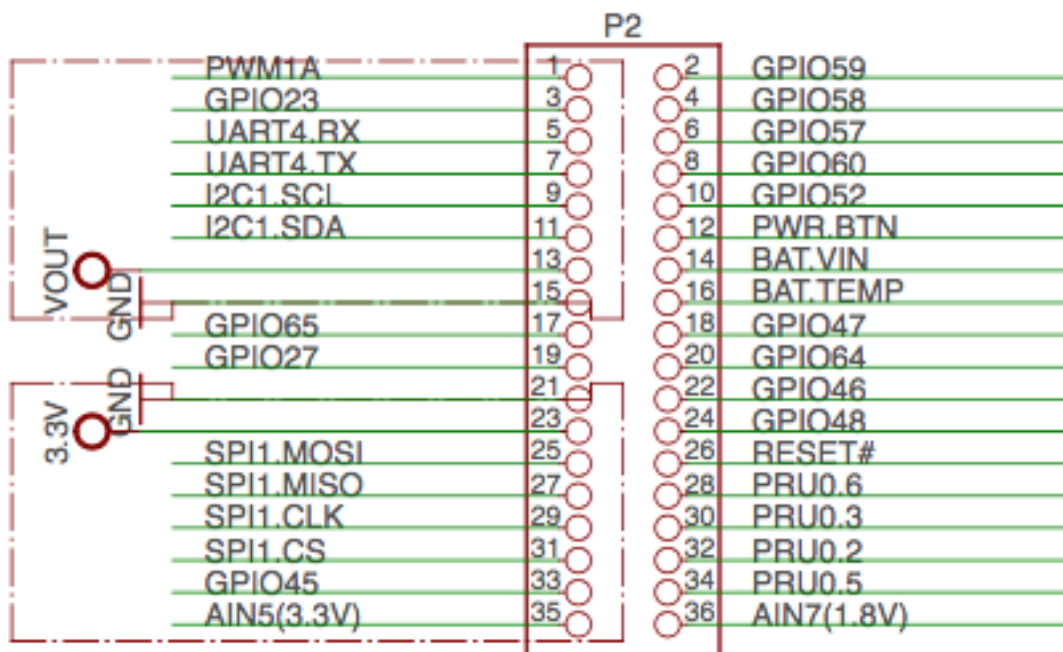 P2
PWM1A 1 2 GPIO59
GPIO23 3 4 GPIO58
UART4.RX 5 6 GPIO57
UART4.TX 7 8 GPIO60
I2C1.SCL 9 10 GPIO52
I2C1.SDA 11 12 PWR.BTN
VOUT 13 14 BAT.VIN
GND 15 16 BAT.TEMP
GPIO65 17 18 GPIO47
GPIO27 19 20 GPIO64
GND 21 22 GPIO46
3.3V 23 24 GPIO48
SPI1.MOSI 25 26 RESET#
SPI1.MISO 27 28 PRU0.6
SPI1.CLK 29 30 PRU0.3
SPI1.CS 31 32 PRU0.2
GPIO45 33 34 PRU0.5
AIN5(3.3V) 35 36 AIN7(1.8V)